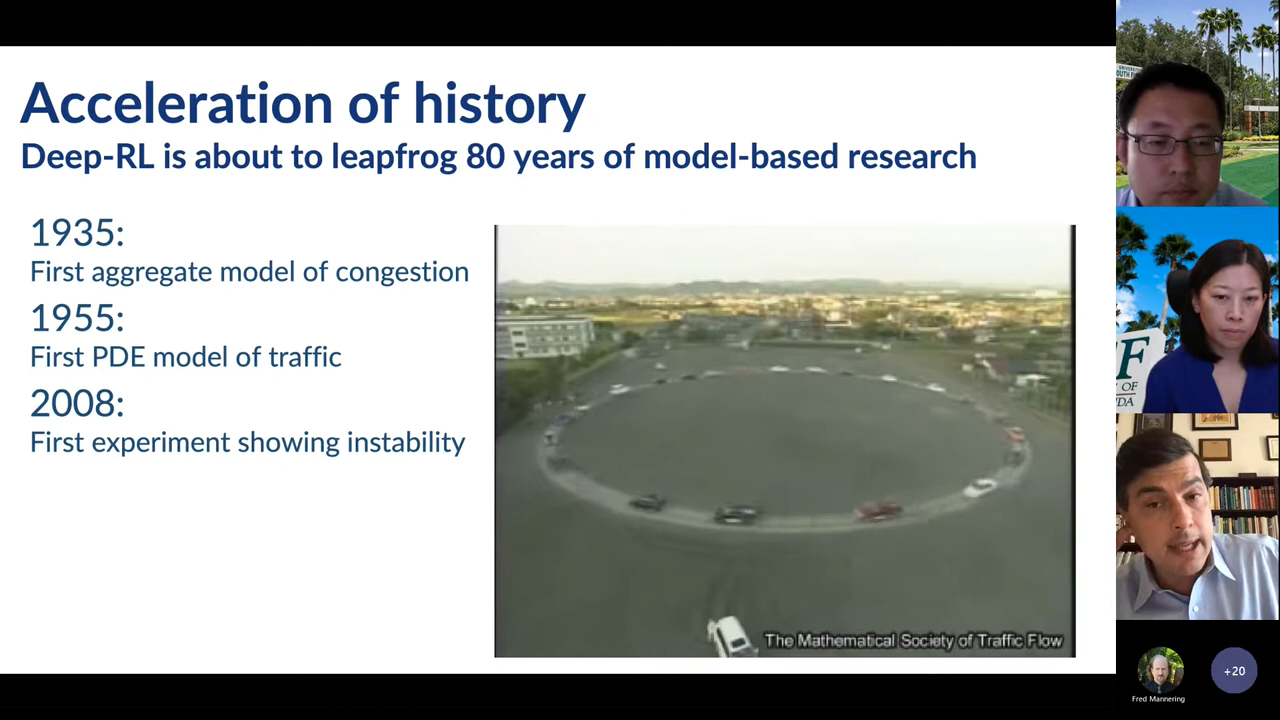 Acceleration of history
Deep-RL is about to leapfrog 80 years of model-based research
1935:
First aggregate model of congestion
1955:
First PDE model of traffic
2008:
First experiment showing instability
The Mathematical Society of Traffic Flow
F
Y OF
DA
Fred Mannering
+20